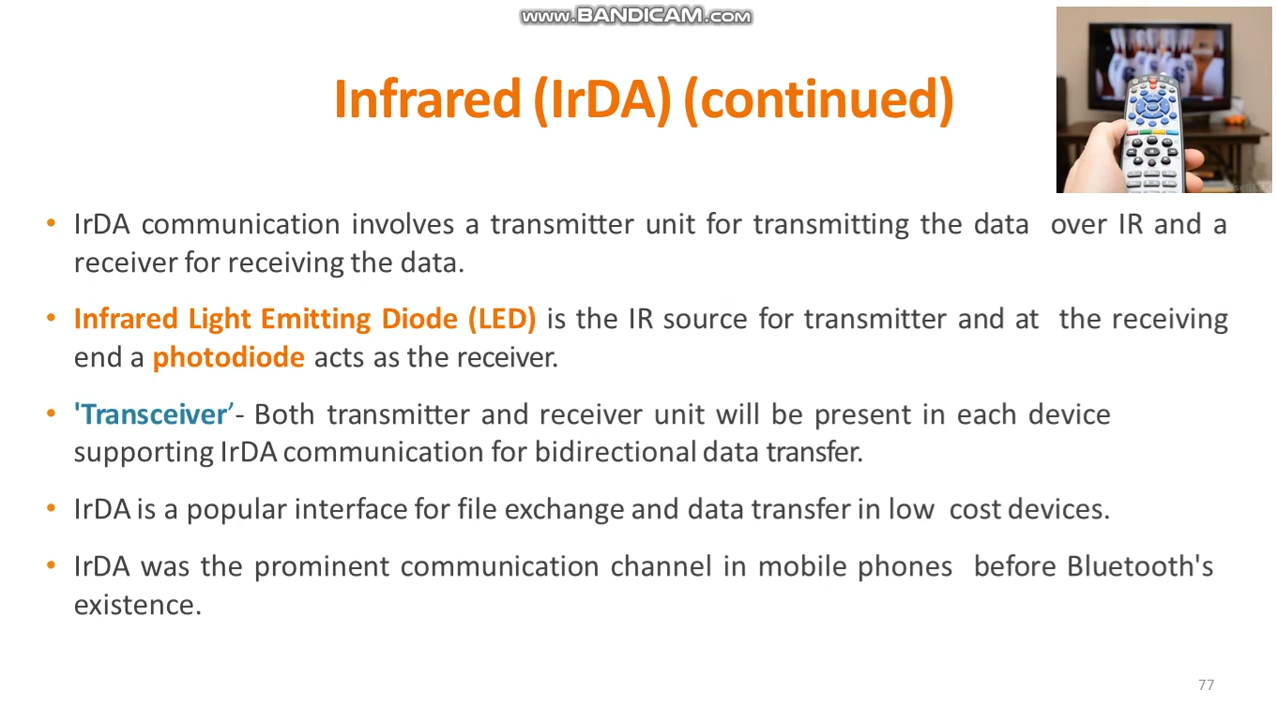 www.BANDICAM.com
Infrared (IrDA) (continued)
• IrDA communication involves a transmitter unit for transmitting the data over IR and a
receiver for receiving the data.
• Infrared Light Emitting Diode (LED) is the IR source for transmitter and at the receiving
end a photodiode acts as the receiver.
• 'Transceiver’- Both transmitter and receiver unit will be present in each device
supporting IrDA communication for bidirectional data transfer.
• IrDA is a popular interface for file exchange and data transfer in low cost devices.
• IrDA was the prominent communication channel in mobile phones before Bluetooth's
existence.
77